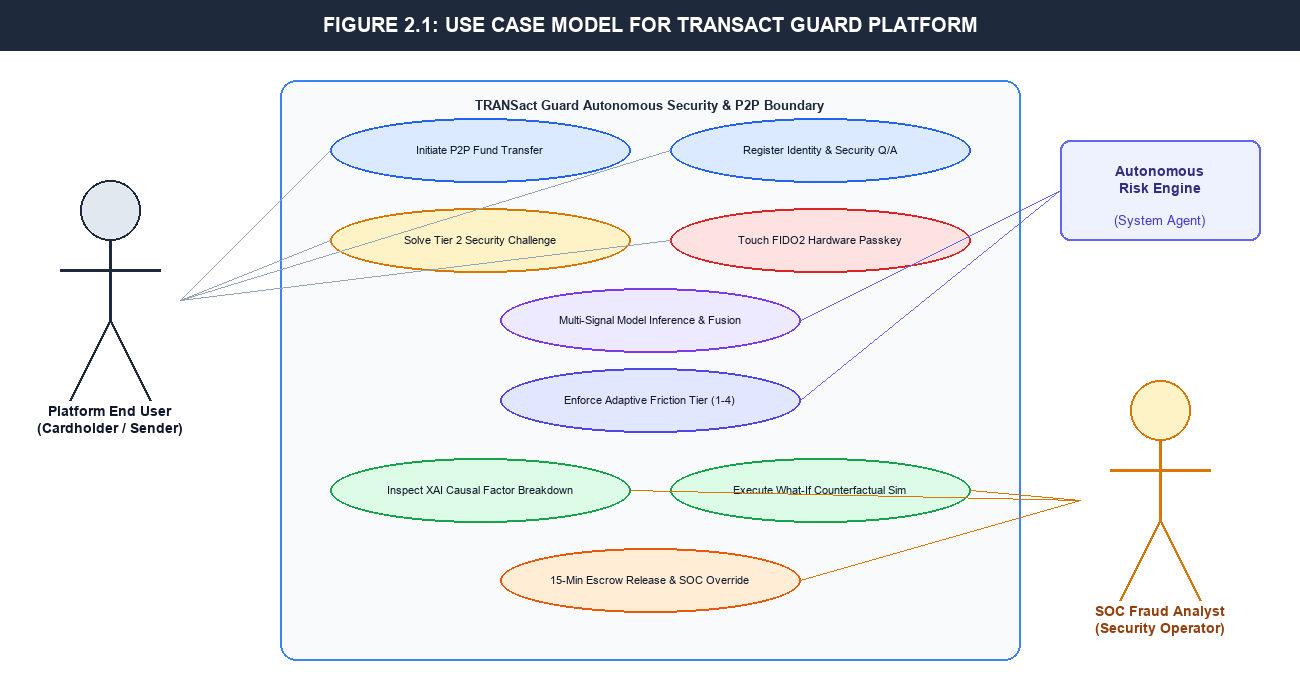 FIGURE 2.1: USE CASE MODEL FOR TRANSACT GUARD PLATFORM
TRANSact Guard Autonomous Security & P2P Boundary
Initiate P2P Fund Transfer
Register Identity & Security Q/A
Autonomous
Risk Engine
(System Agent)
Solve Tier 2 Security Challenge
Touch FIDO2 Hardware Passkey
Multi-Signal Model Inference & Fusion
Enforce Adaptive Friction Tier (1-4)
Platform End User
(Cardholder / Sender)
Inspect XAI Causal Factor Breakdown
Execute What-If Counterfactual Sim
15-Min Escrow Release & SOC Override
SOC Fraud Analyst
(Security Operator)